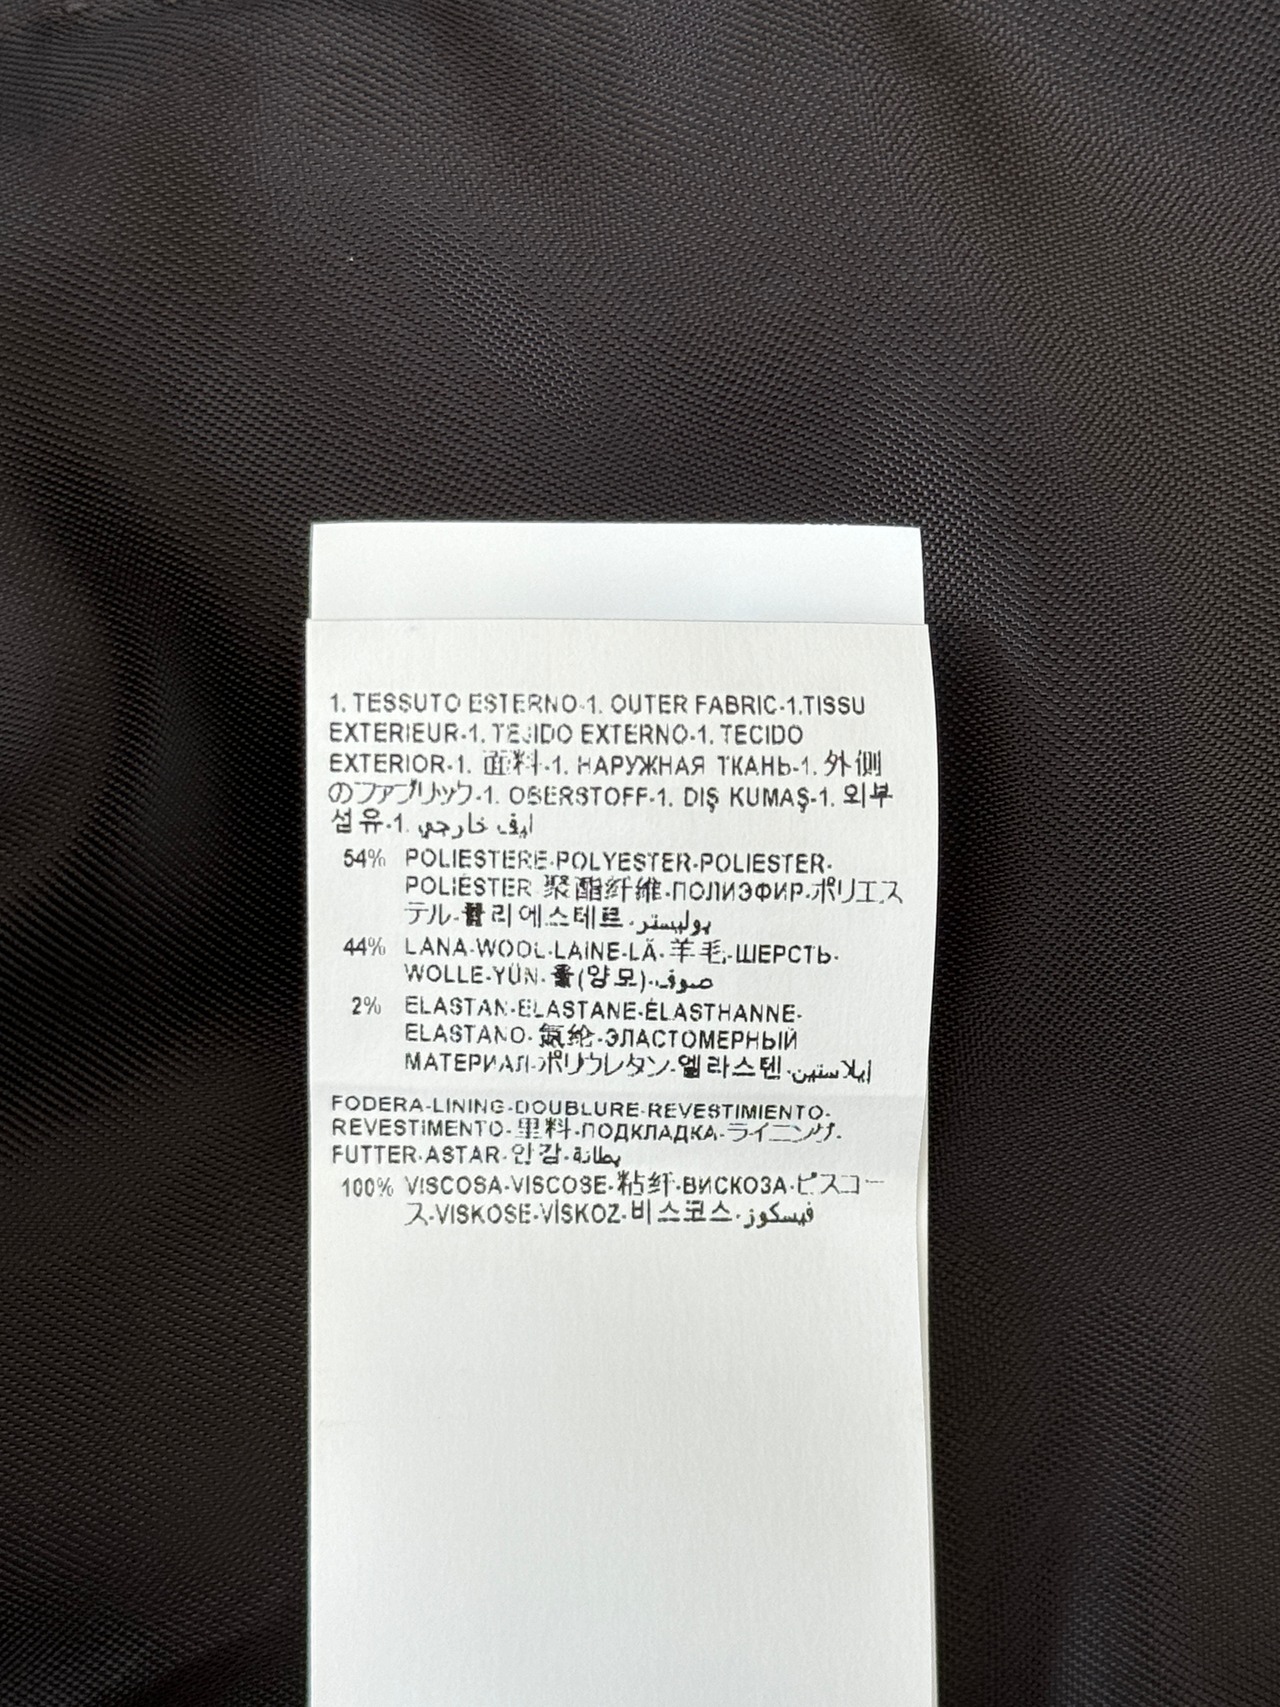 1. TESSUTO ESTERNO-1. OUTER FABRIC-1.TISSU
EXTERIEUR-1. TEJIDO EXTERNO-1. TECIDO
EXTERIOR-1. 面料-1. НАРУЖНАЯ ТКАНЬ-1. 外側
のファブリック-1. OBERSTOFF-1. DIŞ KUMAŞ-1. 외부
섬유-1. خارجي
54% POLIESTERE-POLYESTER-POLIESTER-
POLIÉSTER 聚酯纤维-ПОЛИЭФИР-ポリエス
テル-폴리에스테르-بوليستر
44% LANA-WOOL-LAINE-LÃ-羊毛-ШЕРСТЬ-
WOLLE-YÜN-울(양모)-صوف
2% ELASTAN-ELASTANE-ÉLASTHANNE-
ELASTANO-氨纶-ЭЛАСТОМЕРНЫЙ
МАТЕРИАЛ-ポリウレタン-엘라스텐-إيلاستين
FODERA-LINING-DOUBLURE-REVESTIMIENTO-
REVESTIMENTO-里料-ПОДКЛАДКА-ライニング-
FUTTER-ASTAR-안감-بطانة
100% VISCOSA-VISCOSE-粘纤-ВИСКОЗА-ビスコー
ス-VISKOSE-VİSKOZ-비스코스-فيسكوز